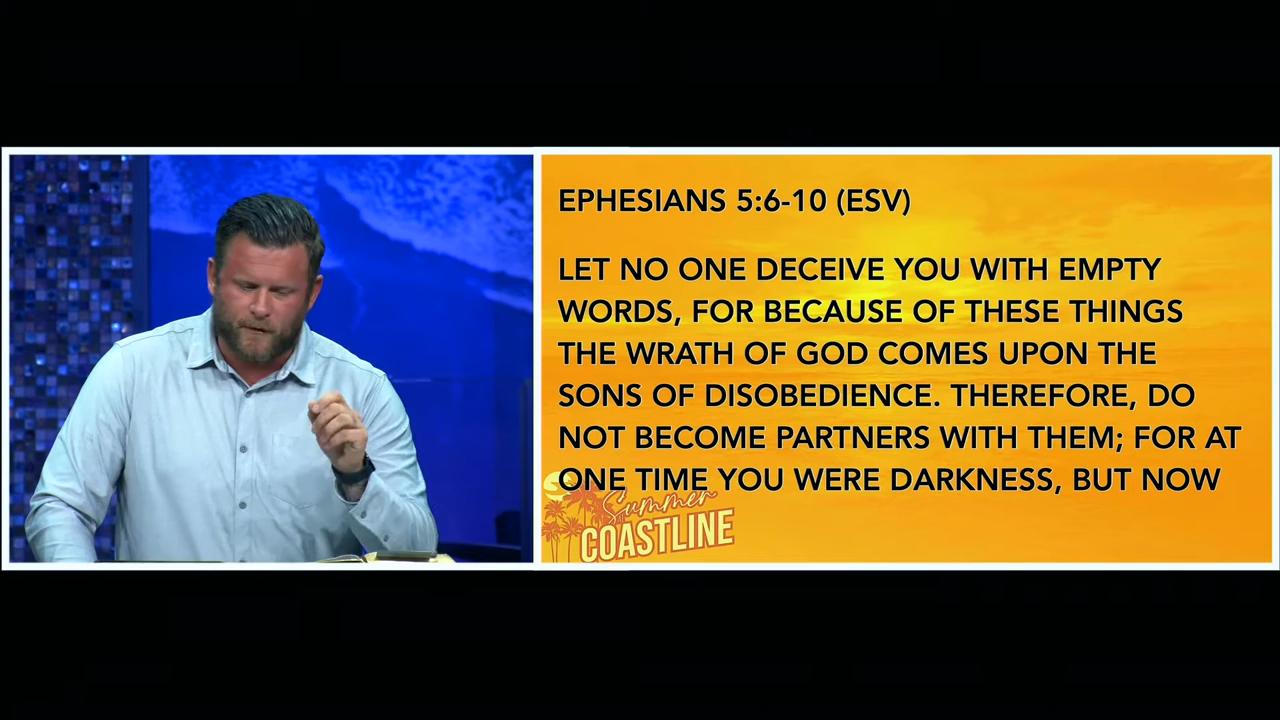 EPHESIANS 5:6-10 (ESV)
LET NO ONE DECEIVE YOU WITH EMPTY
WORDS, FOR BECAUSE OF THESE THINGS
THE WRATH OF GOD COMES UPON THE
SONS OF DISOBEDIENCE. THEREFORE, DO
NOT BECOME PARTNERS WITH THEM; FOR AT
ONE TIME YOU WERE DARKNESS, BUT NOW
Summer
COASTLINE